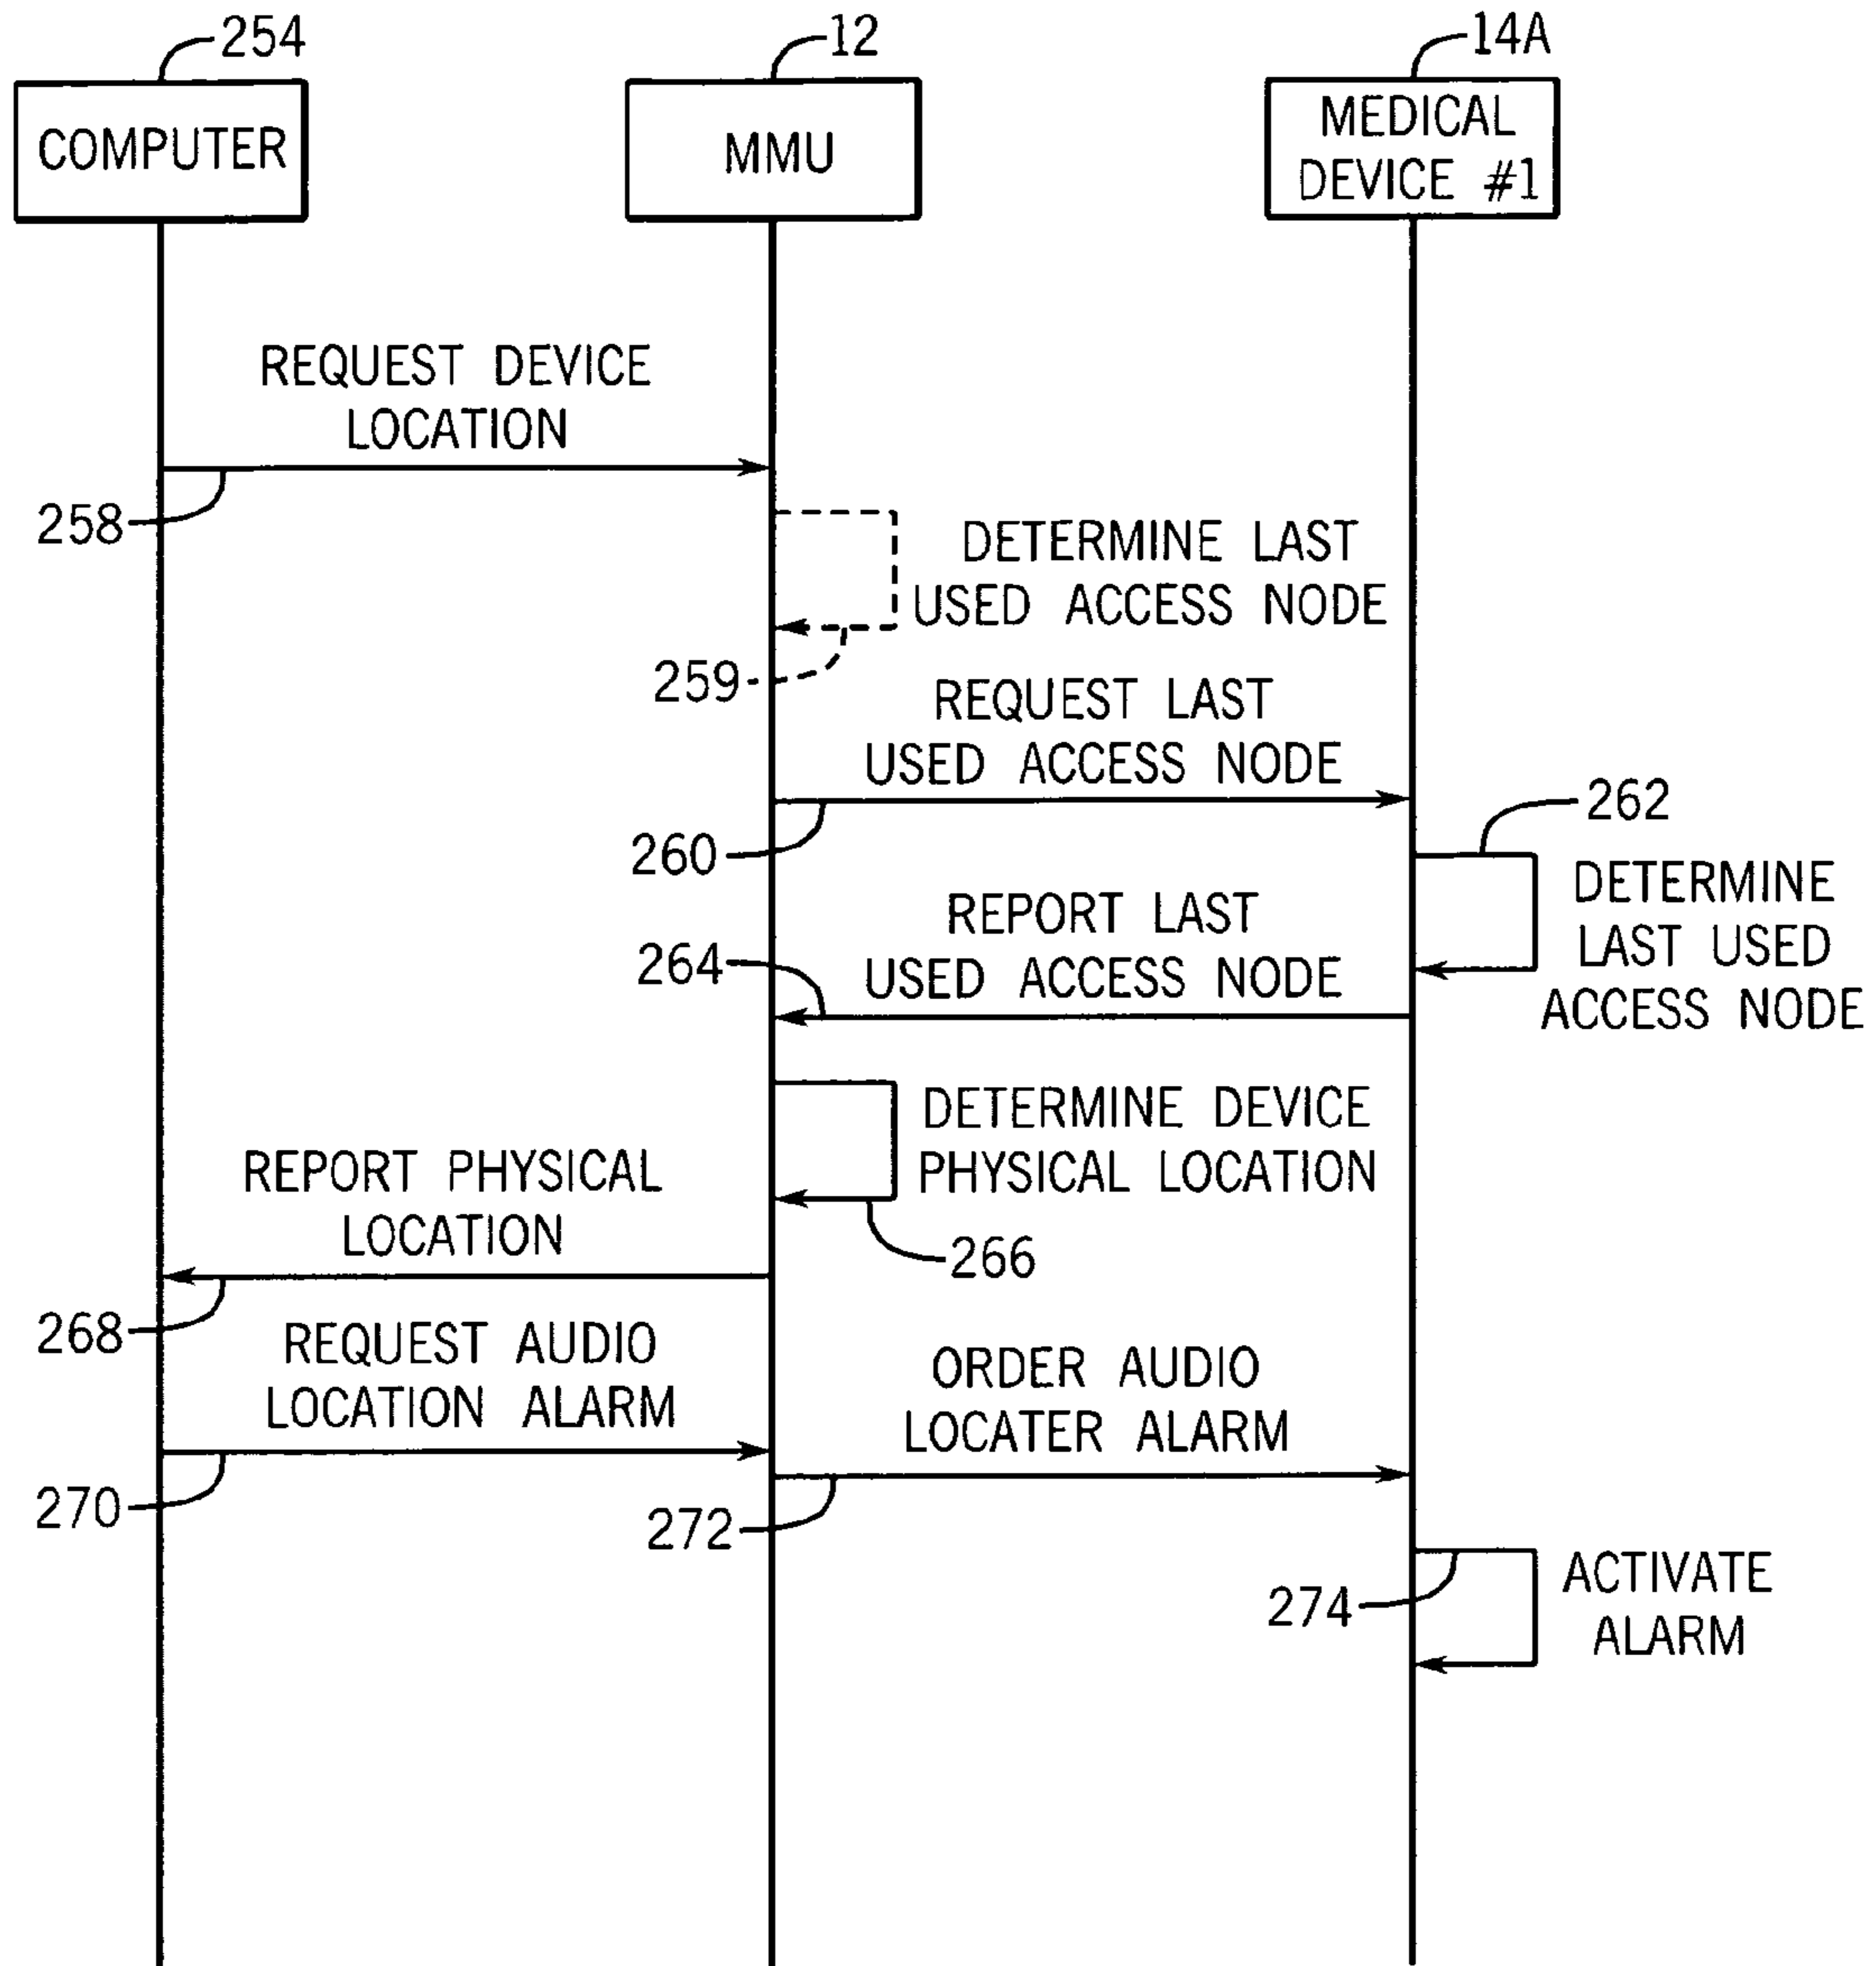 254
12
14A
COMPUTER
MMU
MEDICAL
DEVICE #1
REQUEST DEVICE
LOCATION
258
DETERMINE LAST
USED ACCESS NODE
259
REQUEST LAST
USED ACCESS NODE
260
262
DETERMINE
LAST USED
ACCESS NODE
REPORT LAST
USED ACCESS NODE
264
DETERMINE DEVICE
PHYSICAL LOCATION
266
REPORT PHYSICAL
LOCATION
268
REQUEST AUDIO
LOCATION ALARM
270
ORDER AUDIO
LOCATER ALARM
272
274
ACTIVATE
ALARM